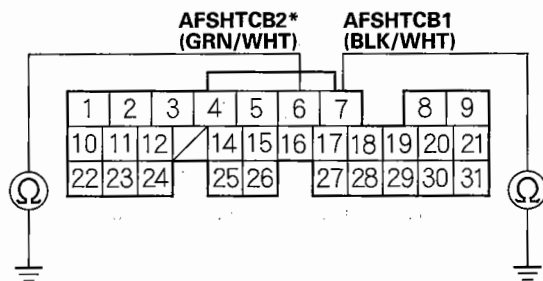 AFSHTCB2*
(GRN/WHT)
AFSHTCB1
(BLK/WHT)
1 2 3 4 5 6 7 8 9
10 11 12 14 15 16 17 18 19 20 21
22 23 24 25 26 27 28 29 30 31
Ω Ω